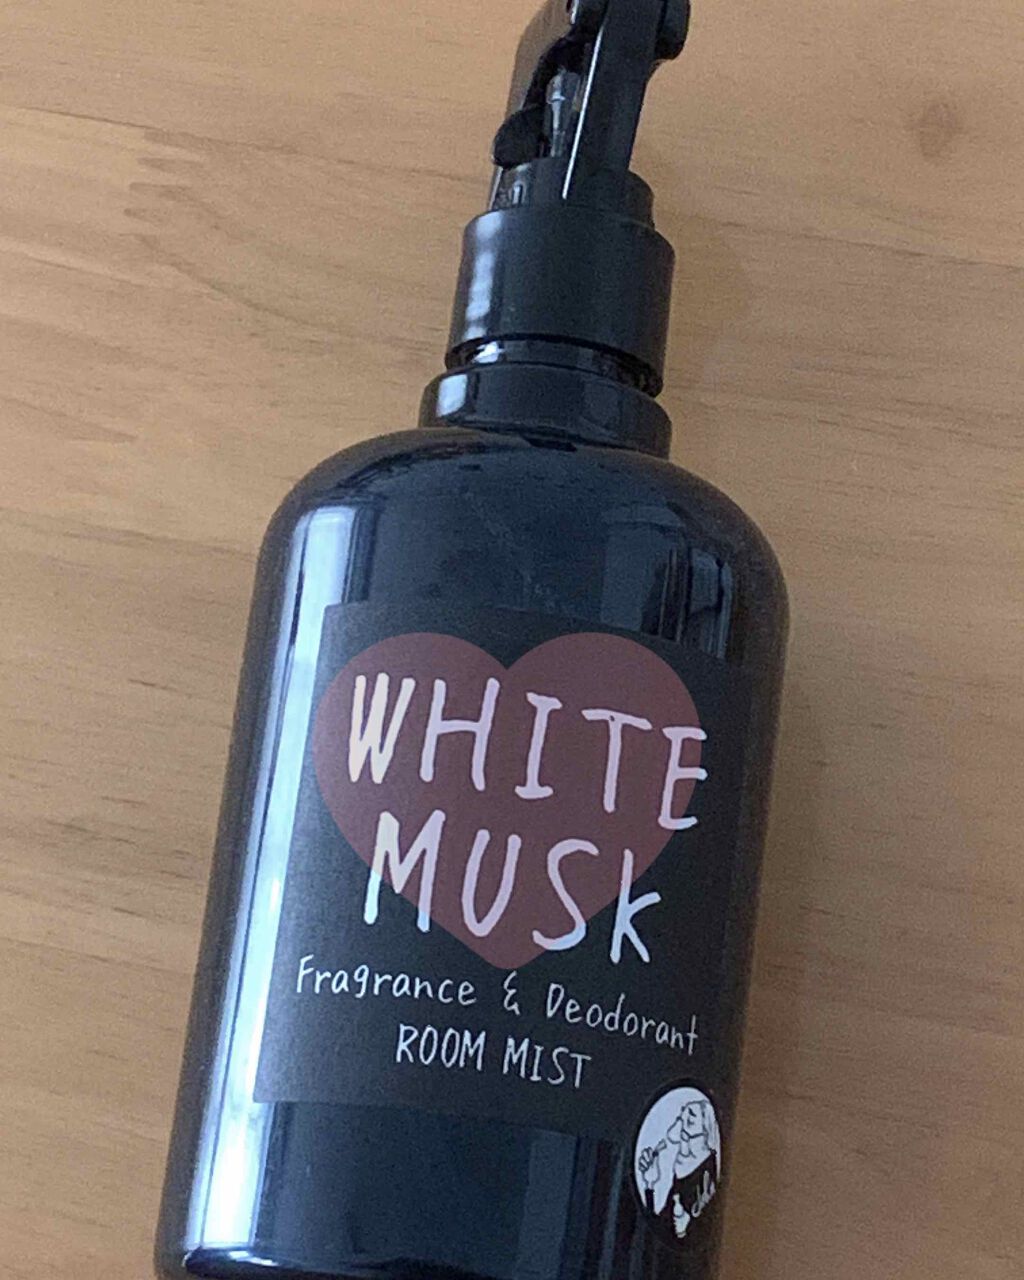 WHITE
MUSK
Fragrance & Deodorant
ROOM MIST